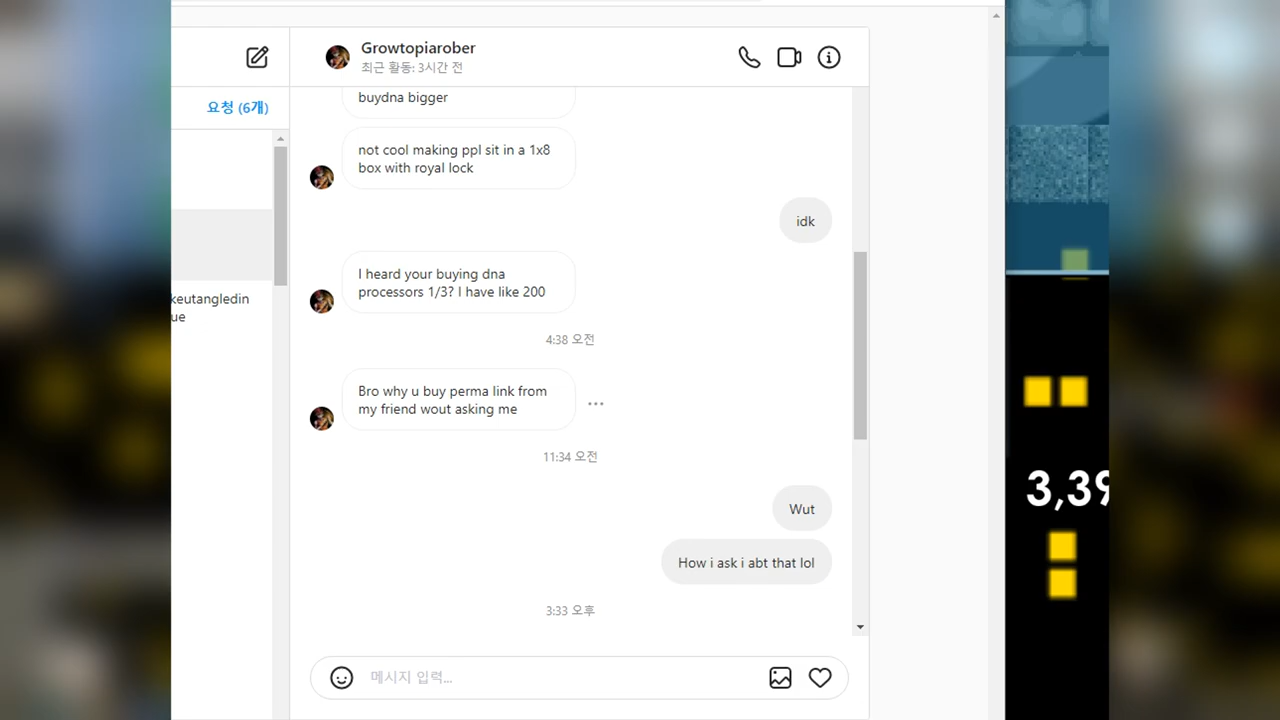 Growtopiarober
최근 활동: 3시간 전
요청 (6개)
buydna bigger
not cool making ppl sit in a 1x8
box with royal lock
idk
I heard your buying dna
processors 1/3? I have like 200
keutangledin
ue
4:38 오전
Bro why u buy perma link from
my friend wout asking me
11:34 오전
Wut
How i ask i abt that lol
3:33 오후
메시지 입력...
3,39